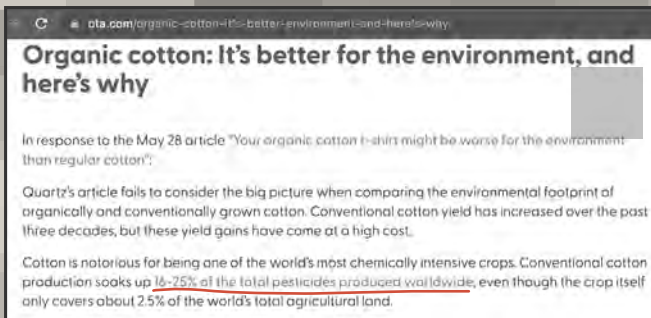 ota.com/organic-cotton-it's-better-environment-and-here's-why
Organic cotton: It's better for the environment, and
here's why
In response to the May 28 article "Your organic cotton t-shirt might be worse for the environment
than regular cotton":
Quartz's article fails to consider the big picture when comparing the environmental footprint of
organically and conventionally grown cotton. Conventional cotton yield has increased over the past
three decades, but these yield gains have come at a high cost.
Cotton is notorious for being one of the world's most chemically intensive crops. Conventional cotton
production soaks up 16-25% of the total pesticides produced worldwide, even though the crop itself
only covers about 2.5% of the world's total agricultural land.